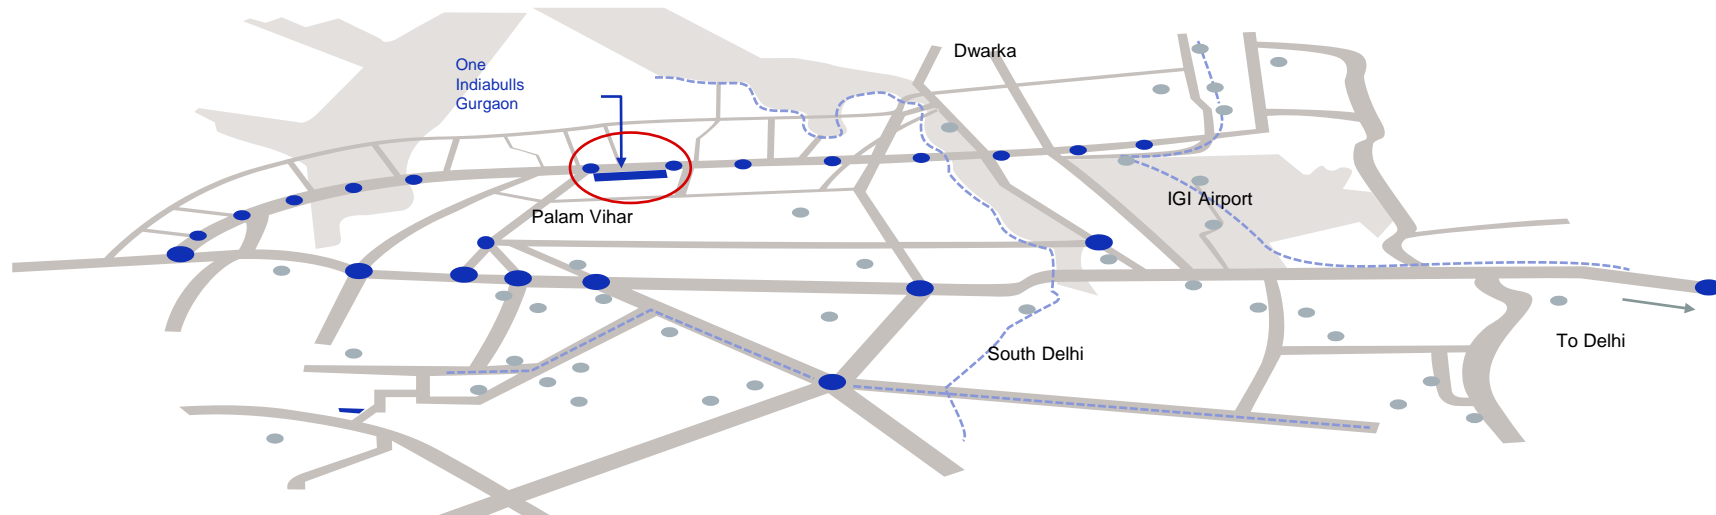 Dwarka
One
Indiabulls
Gurgaon
IGI Airport
Palam Vihar
To Delhi
South Delhi